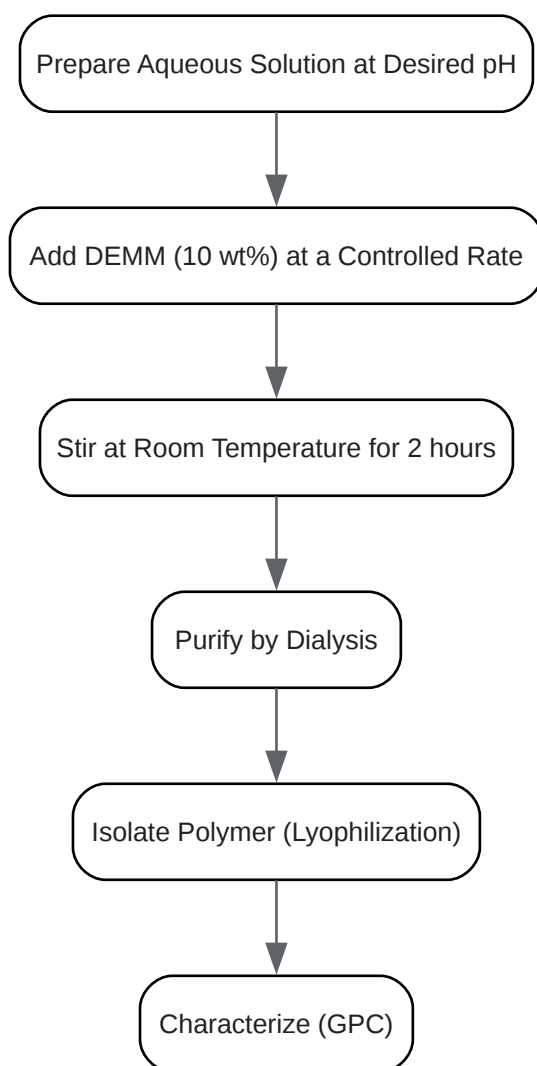 Prepare Aqueous Solution at Desired pH
Add DEMM (10 wt%) at a Controlled Rate
Stir at Room Temperature for 2 hours
Purify by Dialysis
Isolate Polymer (Lyophilization)
Characterize (GPC)